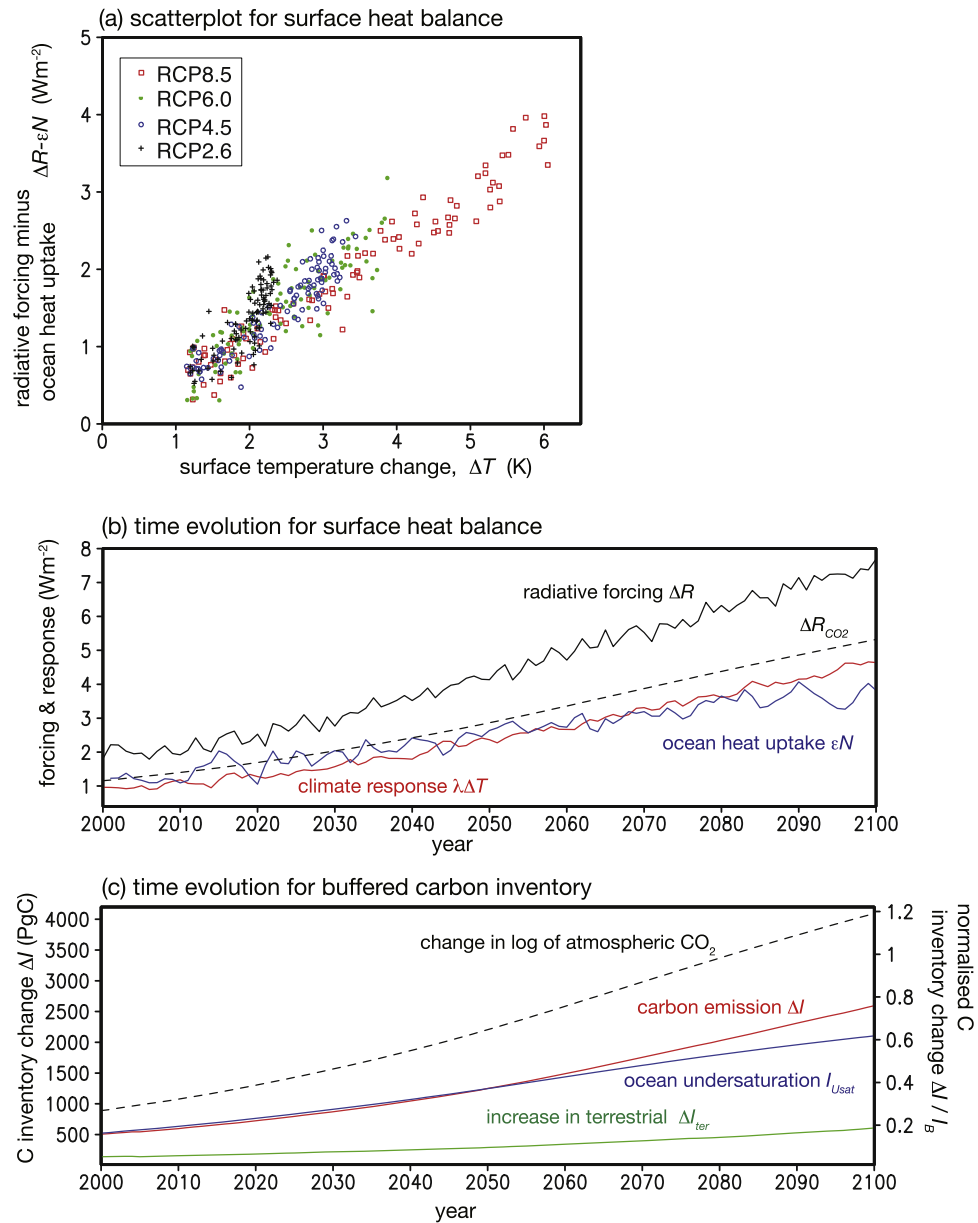 (a) scatterplot for surface heat balance
radiative forcing minus ΔR-εN (Wm-2)
ocean heat uptake
5
4
3
2
1
0
RCP8.5
RCP6.0
RCP4.5
RCP2.6
0 1 2 3 4 5 6
surface temperature change, ΔT (K)
(b) time evolution for surface heat balance
forcing & response (Wm-2)
8
7
6
5
4
3
2
1
radiative forcing ΔR
ΔRCO2
ocean heat uptake εN
climate response λΔT
2000 2010 2020 2030 2040 2050 2060 2070 2080 2090 2100
year
(c) time evolution for buffered carbon inventory
C inventory change ΔI (PgC)
4000
3500
3000
2500
2000
1500
1000
500
change in log of atmospheric CO2
carbon emission ΔI
ocean undersaturation IUsat
increase in terrestrial ΔIter
1.2
1
0.8
0.6
0.4
0.2
normalised C
inventory change ΔI / IB
2000 2010 2020 2030 2040 2050 2060 2070 2080 2090 2100
year